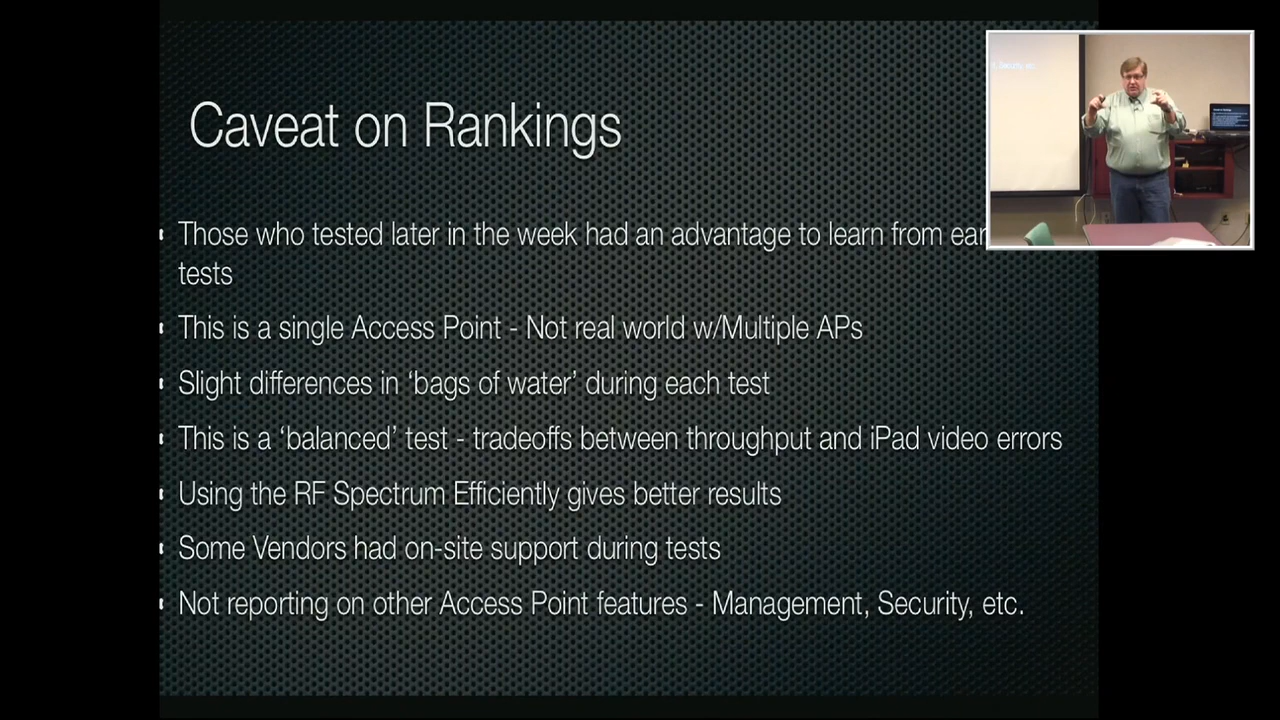 Caveat on Rankings
Those who tested later in the week had an advantage to learn from
tests
This is a single Access Point - Not real world w/Multiple APs
Slight differences in ‘bags of water’ during each test
This is a ‘balanced’ test - tradeoffs between throughput and iPad video errors
Using the RF Spectrum Efficiently gives better results
Some Vendors had on-site support during tests
Not reporting on other Access Point features - Management, Security, etc.